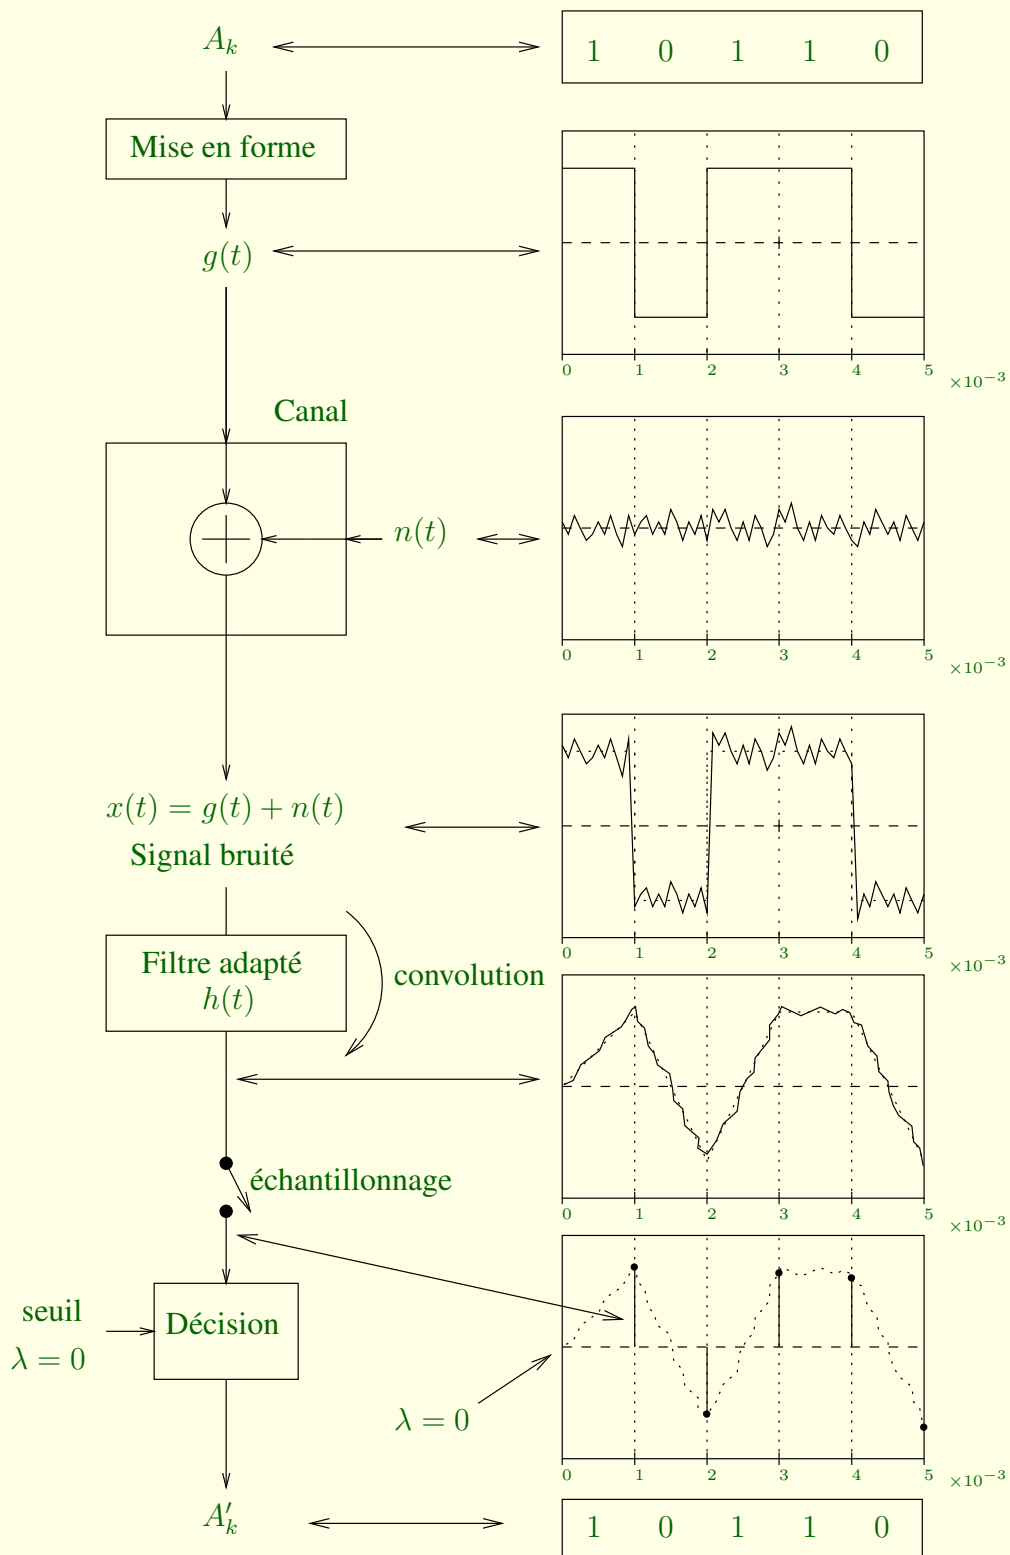 A_k
1 0 1 1 0
Mise en forme
g(t)
0 1 2 3 4 5 ×10⁻³
Canal
n(t)
0 1 2 3 4 5 ×10⁻³
x(t) = g(t) + n(t)
Signal bruité
0 1 2 3 4 5 ×10⁻³
Filtre adapté
h(t)
convolution
0 1 2 3 4 5 ×10⁻³
échantillonnage
seuil
λ = 0
Décision
λ = 0
0 1 2 3 4 5 ×10⁻³
A′_k
1 0 1 1 0